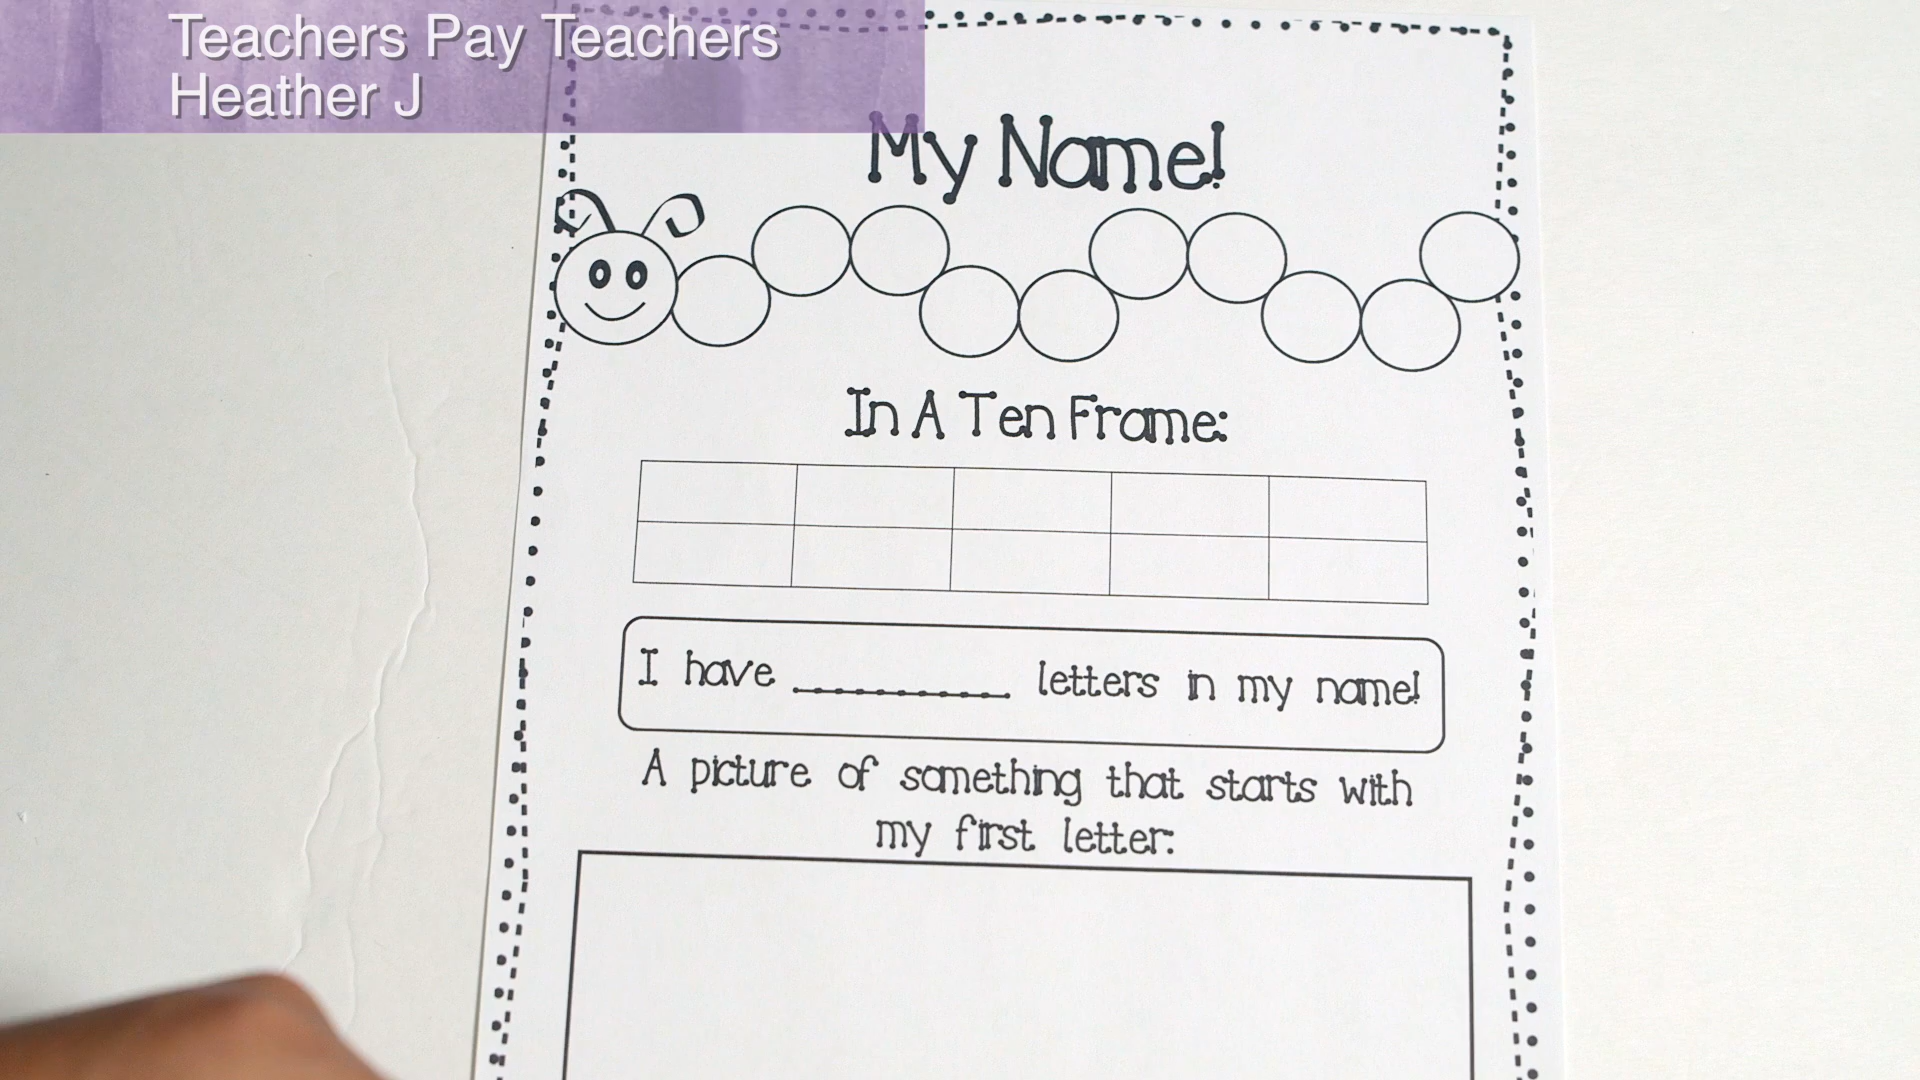 Teachers Pay Teachers
Heather J
My Name!
In A Ten Frame:
I have __________ letters in my name!
A picture of something that starts with
my first letter: